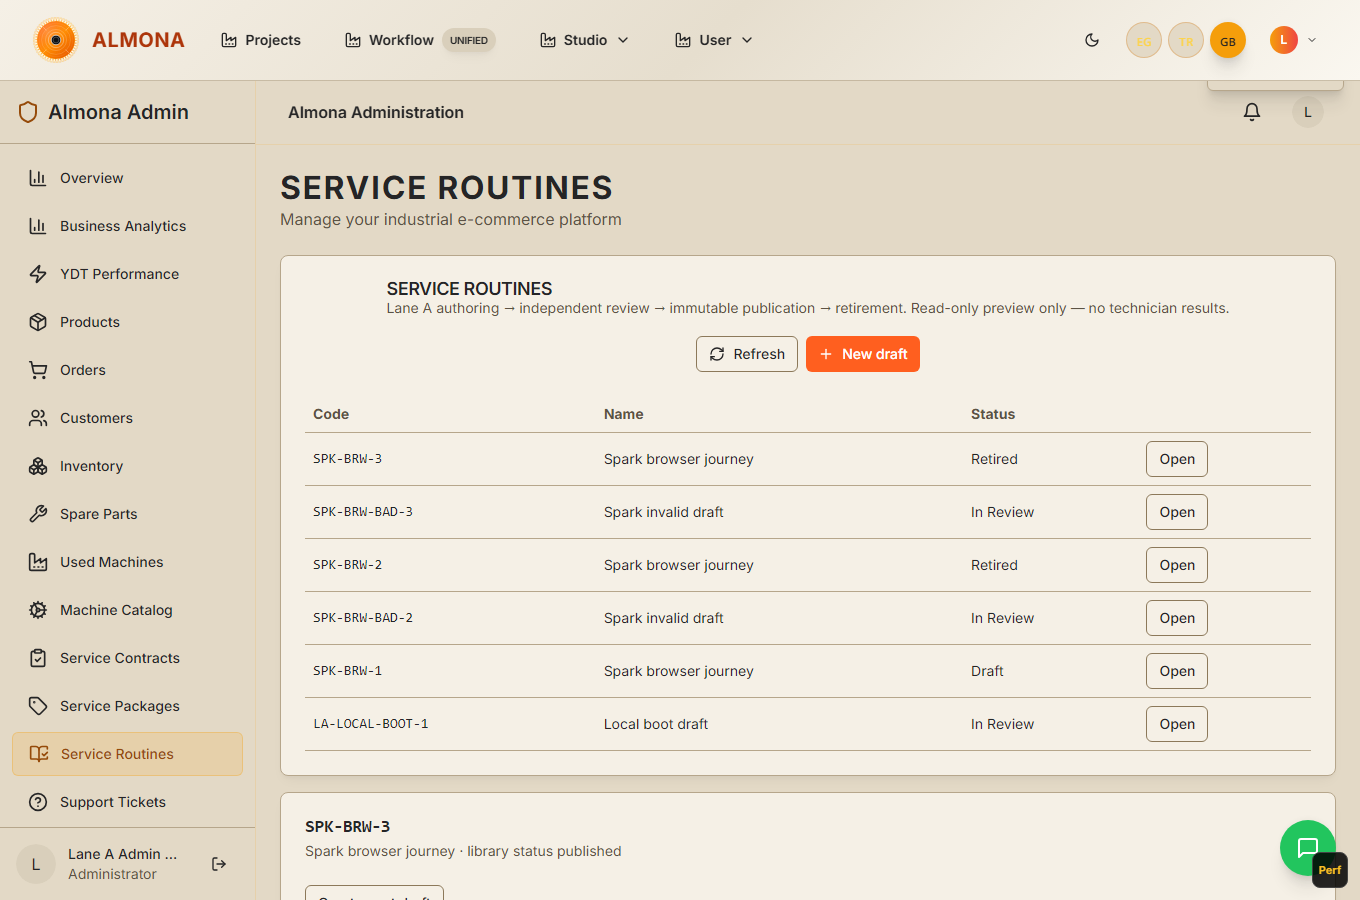 ALMONA
Projects
Workflow UNIFIED
Studio
User
EG
TR
GB
L
Almona Admin
Almona Administration
L
Overview
Business Analytics
YDT Performance
Products
Orders
Customers
Inventory
Spare Parts
Used Machines
Machine Catalog
Service Contracts
Service Packages
Service Routines
Support Tickets
L
Lane A Admin ...
Administrator
SERVICE ROUTINES
Manage your industrial e-commerce platform
SERVICE ROUTINES
Lane A authoring → independent review → immutable publication → retirement. Read-only preview only — no technician results.
Refresh
New draft
Code Name Status
SPK-BRW-3 Spark browser journey Retired Open
SPK-BRW-BAD-3 Spark invalid draft In Review Open
SPK-BRW-2 Spark browser journey Retired Open
SPK-BRW-BAD-2 Spark invalid draft In Review Open
SPK-BRW-1 Spark browser journey Draft Open
LA-LOCAL-BOOT-1 Local boot draft In Review Open
SPK-BRW-3
Spark browser journey · library status published
Perf